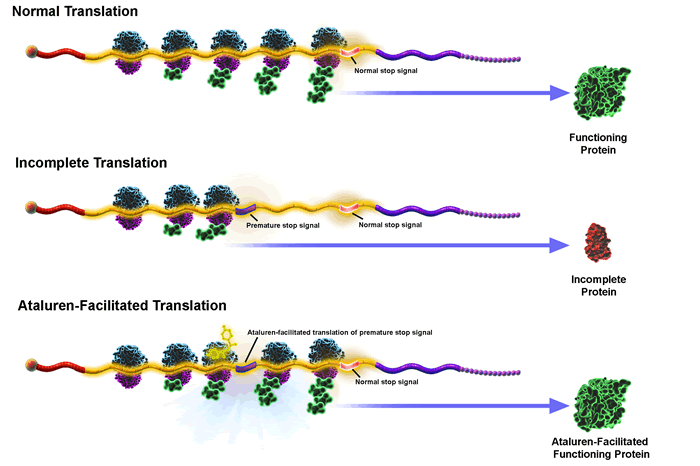 Normal Translation
Normal stop signal
Functioning
Protein
Incomplete Translation
Premature stop signal
Normal stop signal
Incomplete
Protein
Ataluren-Facilitated Translation
Ataluren-facilitated translation of premature stop signal
Normal stop signal
Ataluren-Facilitated
Functioning Protein